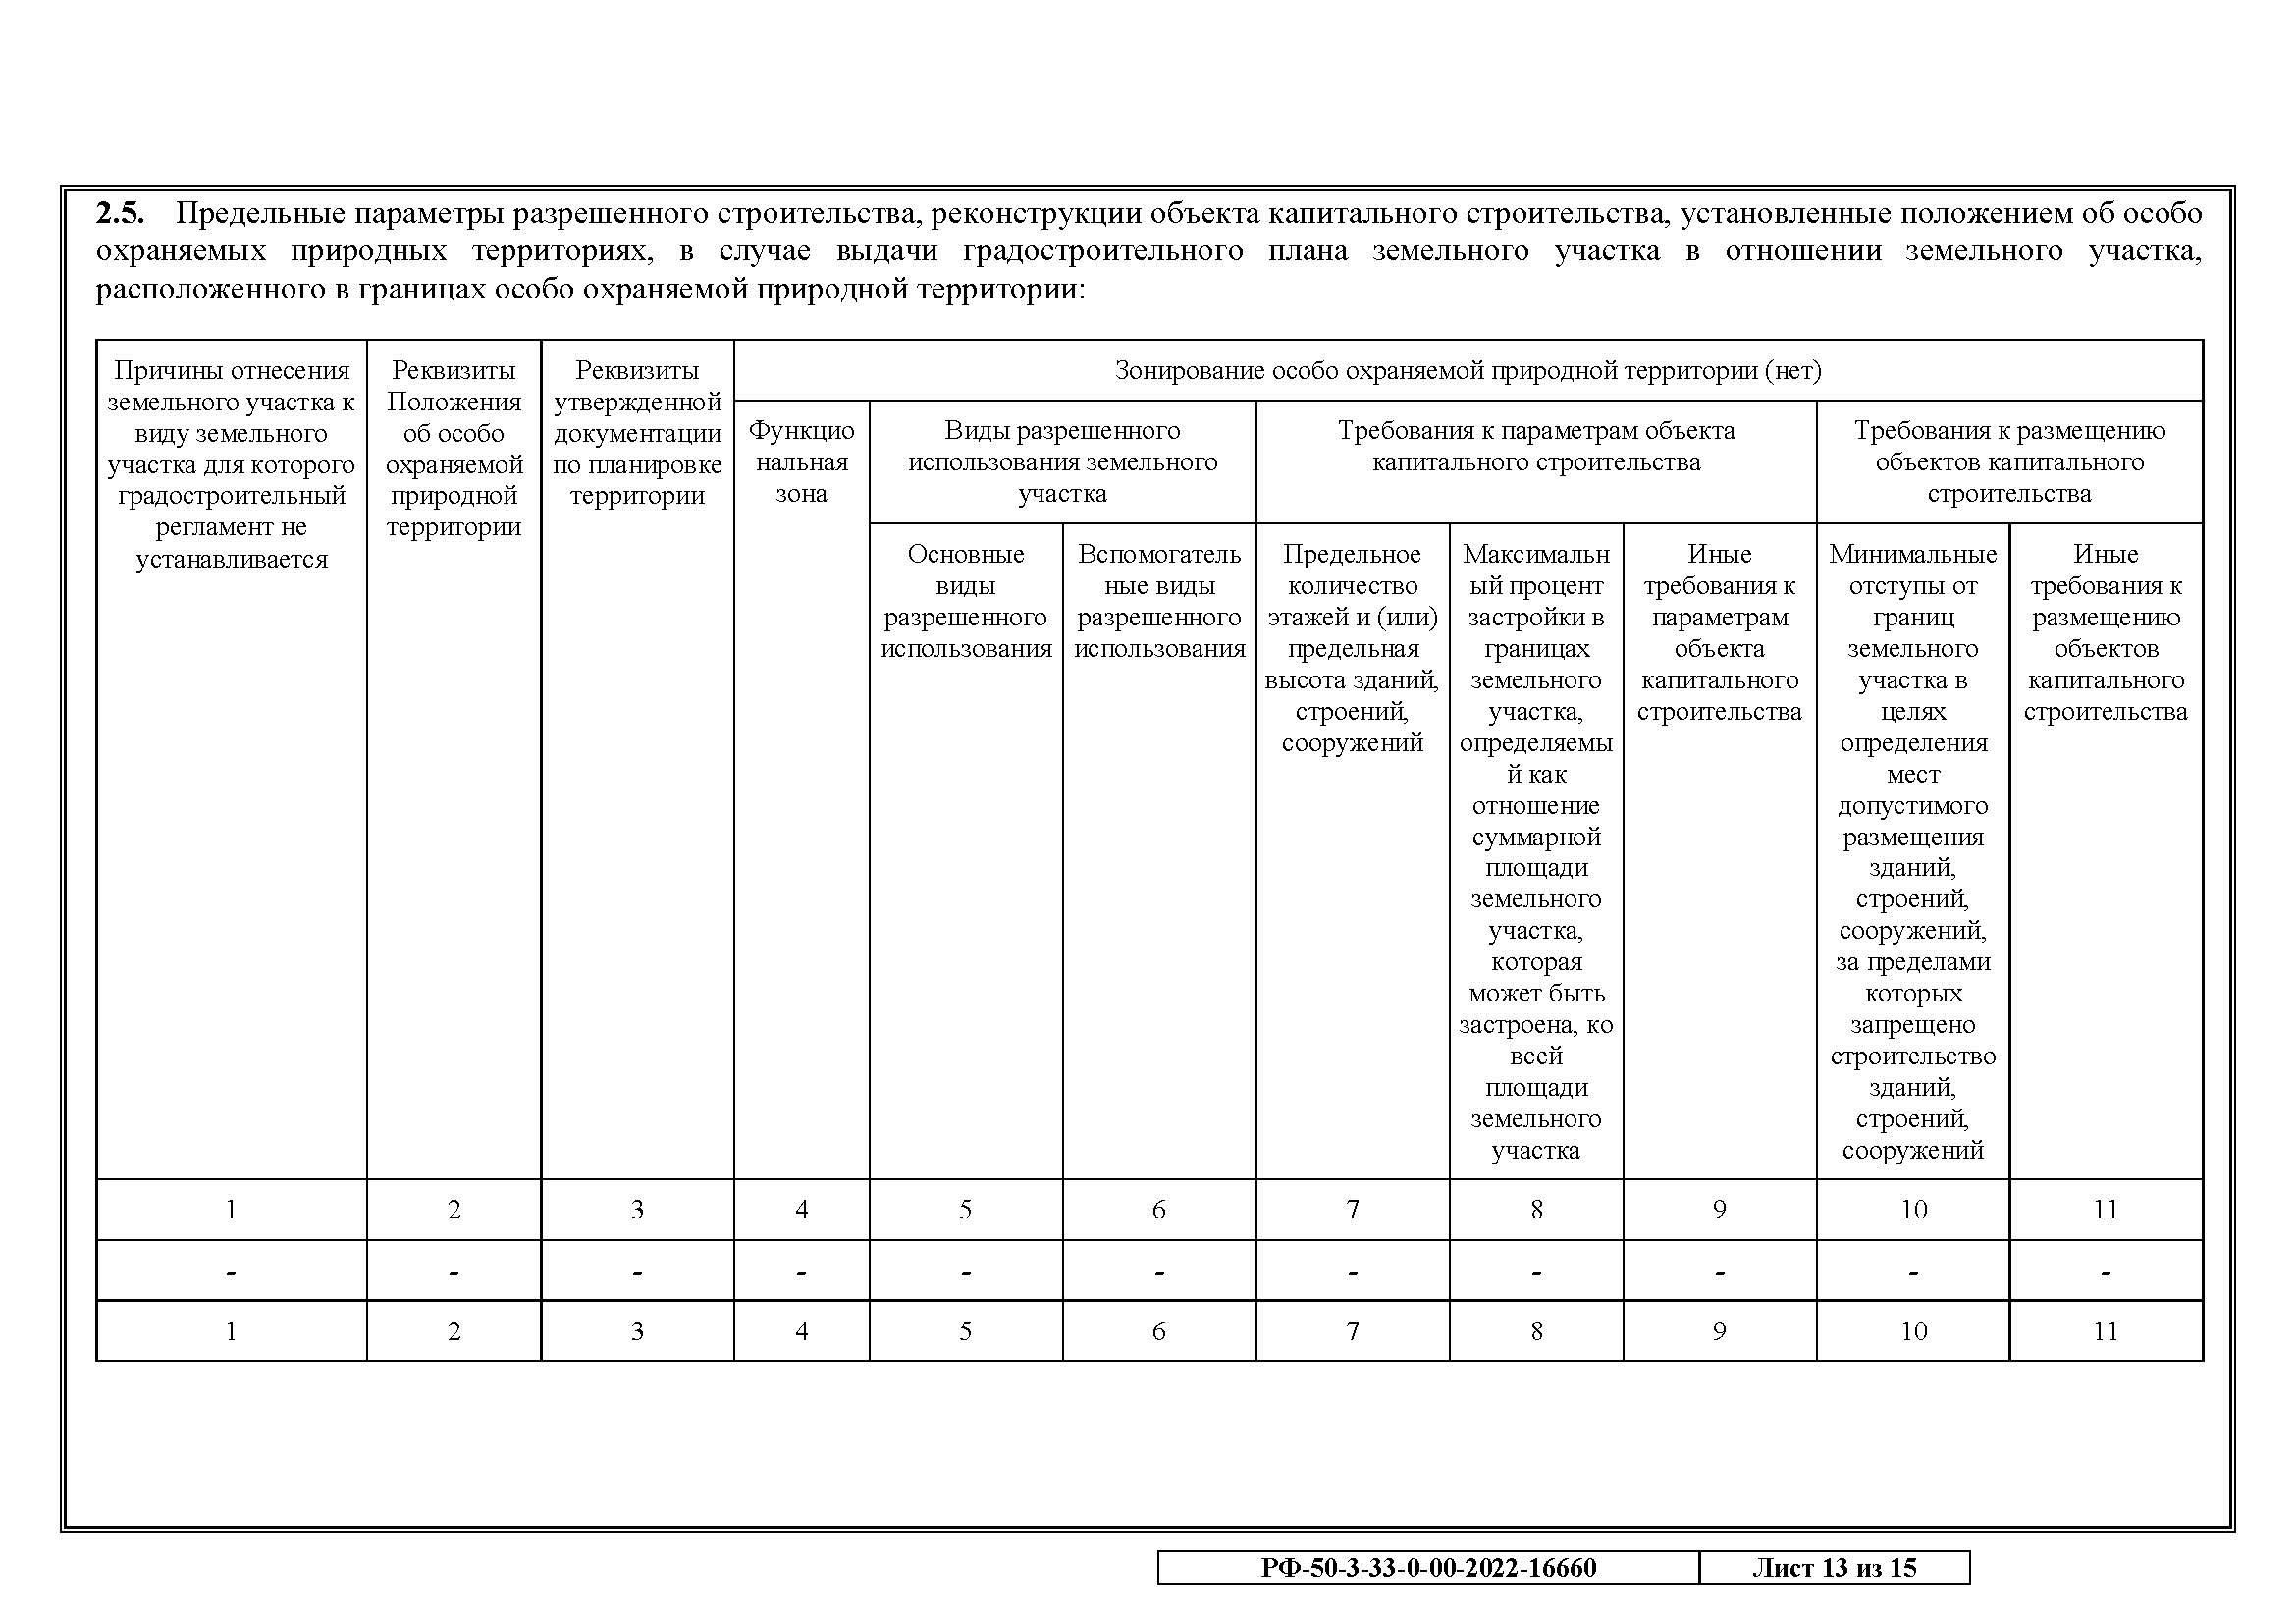 2.5. Предельные параметры разрешенного строительства, реконструкции объекта капитального строительства, установленные положением об особо
охраняемых природных территориях, в случае выдачи градостроительного плана земельного участка в отношении земельного участка,
расположенного в границах особо охраняемой природной территории:
Причины отнесения
земельного участка к
виду земельного
участка для которого
градостроительный
регламент не
устанавливается
Реквизиты
Положения
об особо
охраняемой
природной
территории
Реквизиты
утвержденной
документации
по планировке
территории
Зонирование особо охраняемой природной территории (нет)
Функцио
нальная
зона
Виды разрешенного
использования земельного
участка
Требования к параметрам объекта
капитального строительства
Требования к размещению
объектов капитального
строительства
Основные
виды
разрешенного
использования
Вспомогатель
ные виды
разрешенного
использования
Предельное
количество
этажей и (или)
предельная
высота зданий,
строений,
сооружений
Максимальн
ый процент
застройки в
границах
земельного
участка,
определяемы
й как
отношение
суммарной
площади
земельного
участка,
которая
может быть
застроена, ко
всей
площади
земельного
участка
Иные
требования к
параметрам
объекта
капитального
строительства
Минимальные
отступы от
границ
земельного
участка в
целях
определения
мест
допустимого
размещения
зданий,
строений,
сооружений,
за пределами
которых
запрещено
строительство
зданий,
строений,
сооружений
Иные
требования к
размещению
объектов
капитального
строительства
1 2 3 4 5 6 7 8 9 10 11
- - - - - - - - - - -
1 2 3 4 5 6 7 8 9 10 11
РФ-50-3-33-0-00-2022-16660 Лист 13 из 15